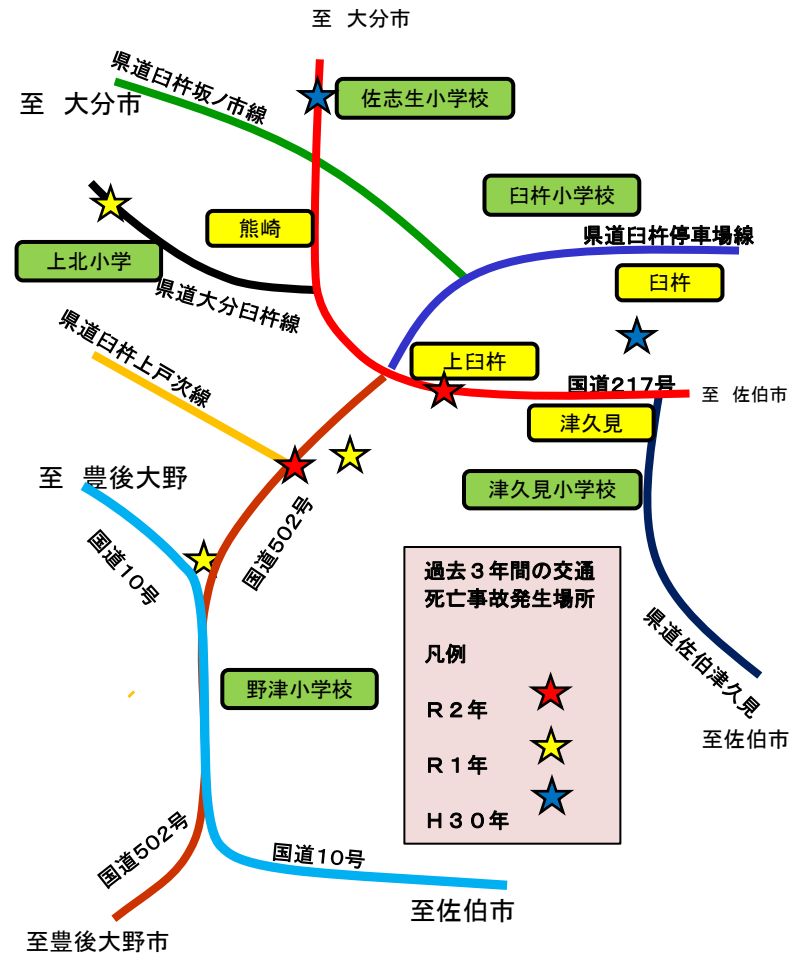 至　大分市
県道臼杵坂ノ市線
至　大分市
佐志生小学校
臼杵小学校
熊崎
県道臼杵停車場線
上北小学
臼杵
県道大分臼杵線
県道臼杵上戸次線
上臼杵
国道217号
至　佐伯市
津久見
至　豊後大野
津久見小学校
国道502号
国道10号
過去３年間の交通
死亡事故発生場所
凡例
Ｒ２年
Ｒ１年
Ｈ３０年
県道佐伯津久見
野津小学校
至佐伯市
国道502号
国道10号
至佐伯市
至豊後大野市